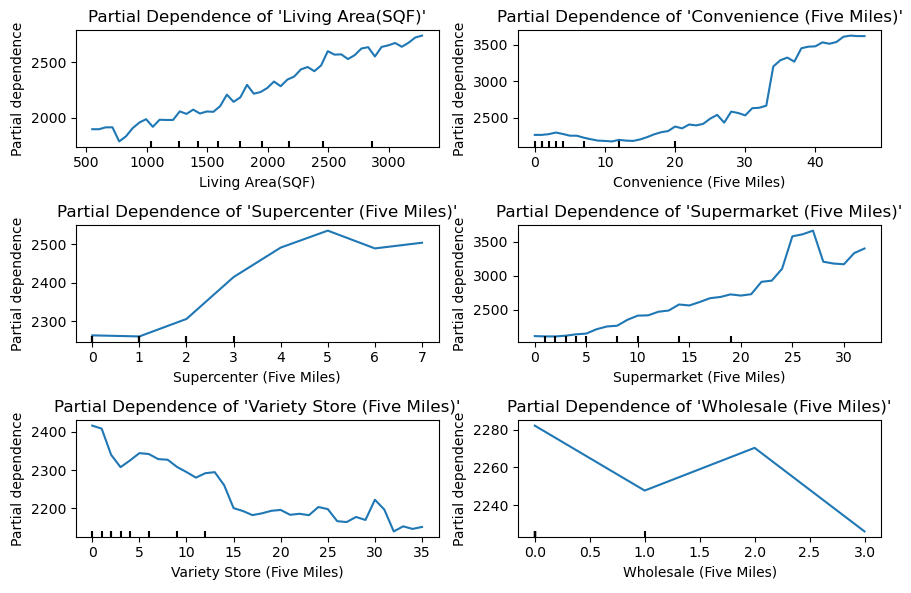 Partial Dependence of 'Living Area(SQF)'
Partial dependence
2500
2000
500 1000 1500 2000 2500 3000
Living Area(SQF)
Partial Dependence of 'Convenience (Five Miles)'
Partial dependence
3500
3000
2500
0 10 20 30 40
Convenience (Five Miles)
Partial Dependence of 'Supercenter (Five Miles)'
Partial dependence
2500
2400
2300
0 1 2 3 4 5 6 7
Supercenter (Five Miles)
Partial Dependence of 'Supermarket (Five Miles)'
Partial dependence
3500
3000
2500
0 10 20 30
Supermarket (Five Miles)
Partial Dependence of 'Variety Store (Five Miles)'
Partial dependence
2400
2300
2200
0 5 10 15 20 25 30 35
Variety Store (Five Miles)
Partial Dependence of 'Wholesale (Five Miles)'
Partial dependence
2280
2260
2240
0.0 0.5 1.0 1.5 2.0 2.5 3.0
Wholesale (Five Miles)